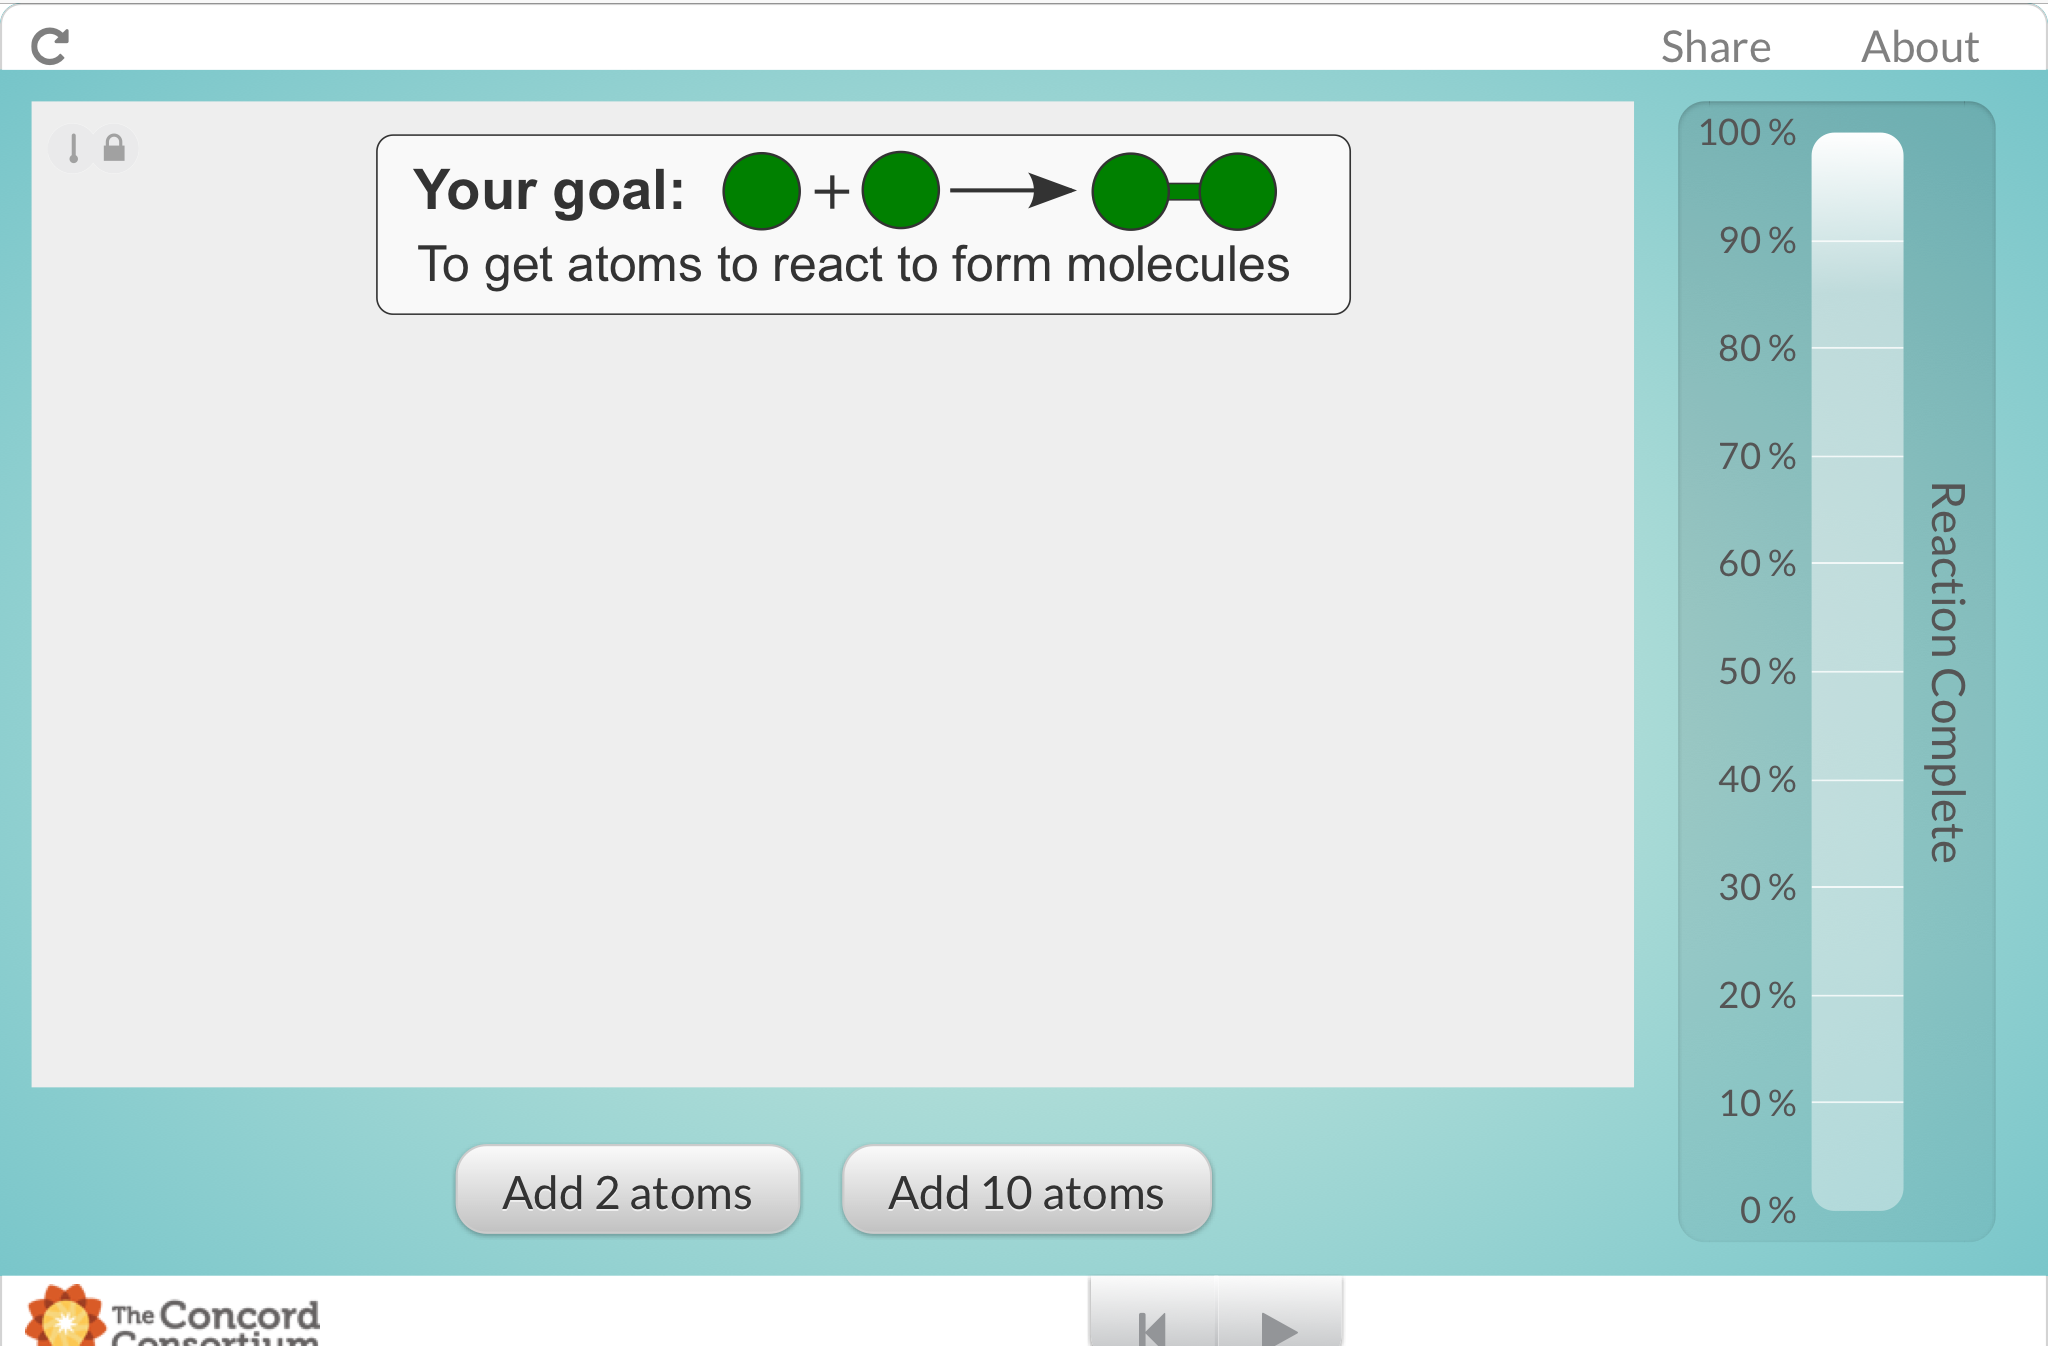 Share About
Your goal: +
To get atoms to react to form molecules
100 %
90 %
80 %
70 %
60 %
50 %
40 %
30 %
20 %
10 %
0 %
Reaction Complete
Add 2 atoms Add 10 atoms
The Concord
Consortium